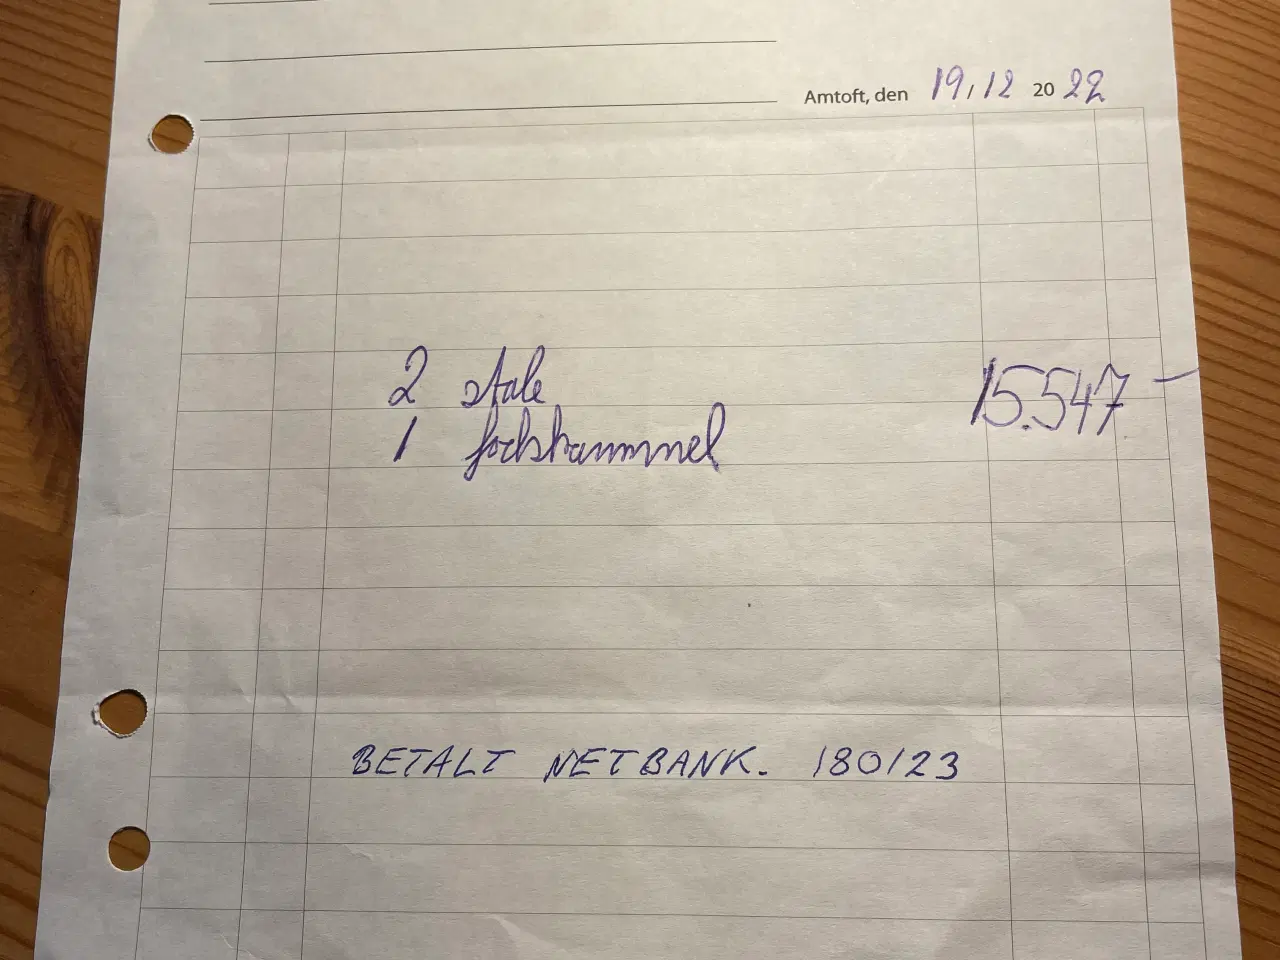 Amtoft, den 19/12 2022
2 stole
1 fodskammel 15.547 -
BETALT NETBANK. 180123